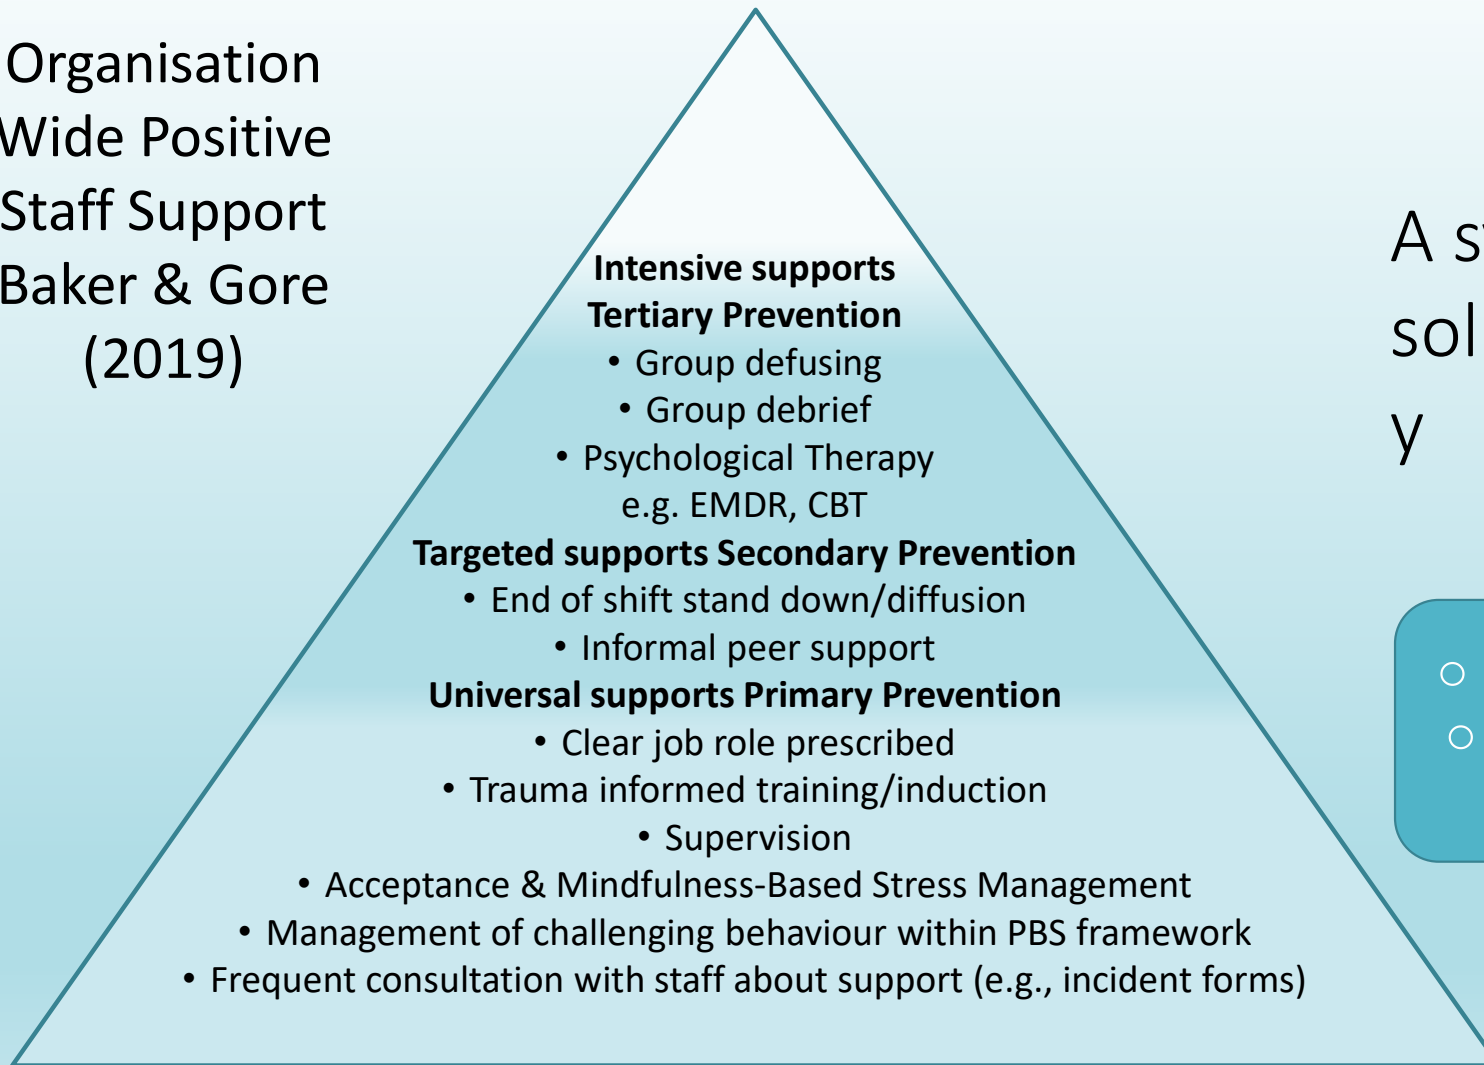 Organisation
Wide Positive
Staff Support
Baker & Gore
(2019)
Intensive supports
Tertiary Prevention
• Group defusing
• Group debrief
• Psychological Therapy
e.g. EMDR, CBT
Targeted supports Secondary Prevention
• End of shift stand down/diffusion
• Informal peer support
Universal supports Primary Prevention
• Clear job role prescribed
• Trauma informed training/induction
• Supervision
• Acceptance & Mindfulness-Based Stress Management
• Management of challenging behaviour within PBS framework
• Frequent consultation with staff about support (e.g., incident forms)
A
sol
y